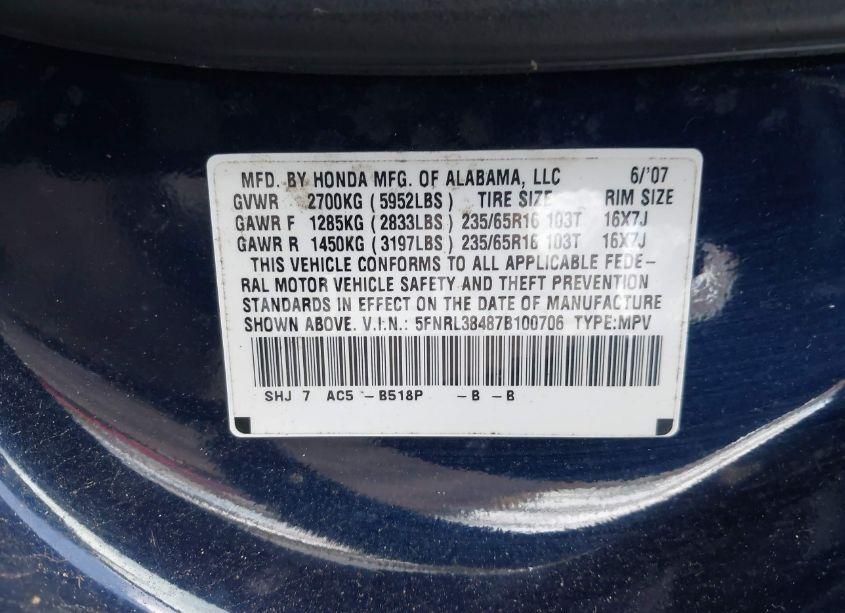 MFD. BY HONDA MFG. OF ALABAMA, LLC 6/'07
GVWR 2700KG (5952LBS) TIRE SIZE RIM SIZE
GAWR F 1285KG (2833LBS) 235/65R16 103T 16X7J
GAWR R 1450KG (3197LBS) 235/65R16 103T 16X7J
THIS VEHICLE CONFORMS TO ALL APPLICABLE FEDE-
RAL MOTOR VEHICLE SAFETY AND THEFT PREVENTION
STANDARDS IN EFFECT ON THE DATE OF MANUFACTURE
SHOWN ABOVE. V.I.N.: 5FNRL38487B100706 TYPE:MPV
SHJ 7 AC5 -B518P -B -B